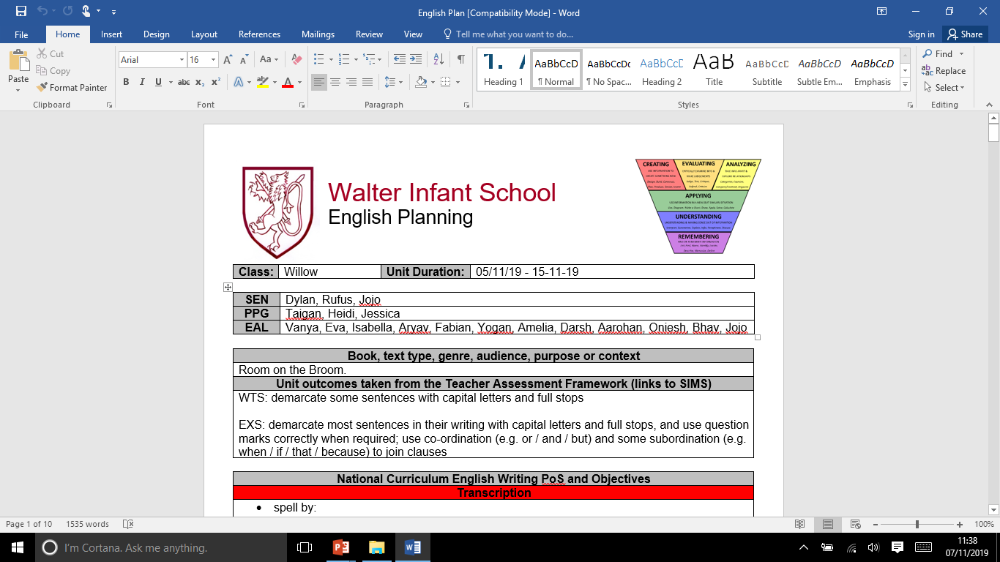 English Plan [Compatibility Mode] - Word
File Home Insert Design Layout References Mailings Review View Tell me what you want to do... Sign in Share
Paste
Cut
Copy
Format Painter
Clipboard
Arial 16
Aa
B I U abc X₂ X²
A ab A
Font
Paragraph
AaBbCcD AaBbCcDc AaBbCcD AaB AaBbCcD AaBbCcD AaBbCcD
Heading 1 ¶ Normal ¶ No Spac... Heading 2 Title Subtitle Subtle Em... Emphasis
Styles
Find
Replace
Select
Editing
Walter Infant School
English Planning
CREATING EVALUATING ANALYZING
APPLYING
UNDERSTANDING
REMEMBERING
Class: Willow Unit Duration: 05/11/19 - 15-11-19
SEN Dylan, Rufus, Jojo
PPG Taigan, Heidi, Jessica
EAL Vanya, Eva, Isabella, Aryav, Fabian, Yogan, Amelia, Darsh, Aarohan, Oniesh, Bhav, Jojo
Book, text type, genre, audience, purpose or context
Room on the Broom.
Unit outcomes taken from the Teacher Assessment Framework (links to SIMS)
WTS: demarcate some sentences with capital letters and full stops
EXS: demarcate most sentences in their writing with capital letters and full stops, and use question
marks correctly when required; use co-ordination (e.g. or / and / but) and some subordination (e.g.
when / if / that / because) to join clauses
National Curriculum English Writing PoS and Objectives
Transcription
• spell by:
Page 1 of 10 1535 words 100%
I'm Cortana. Ask me anything.
11:38
07/11/2019